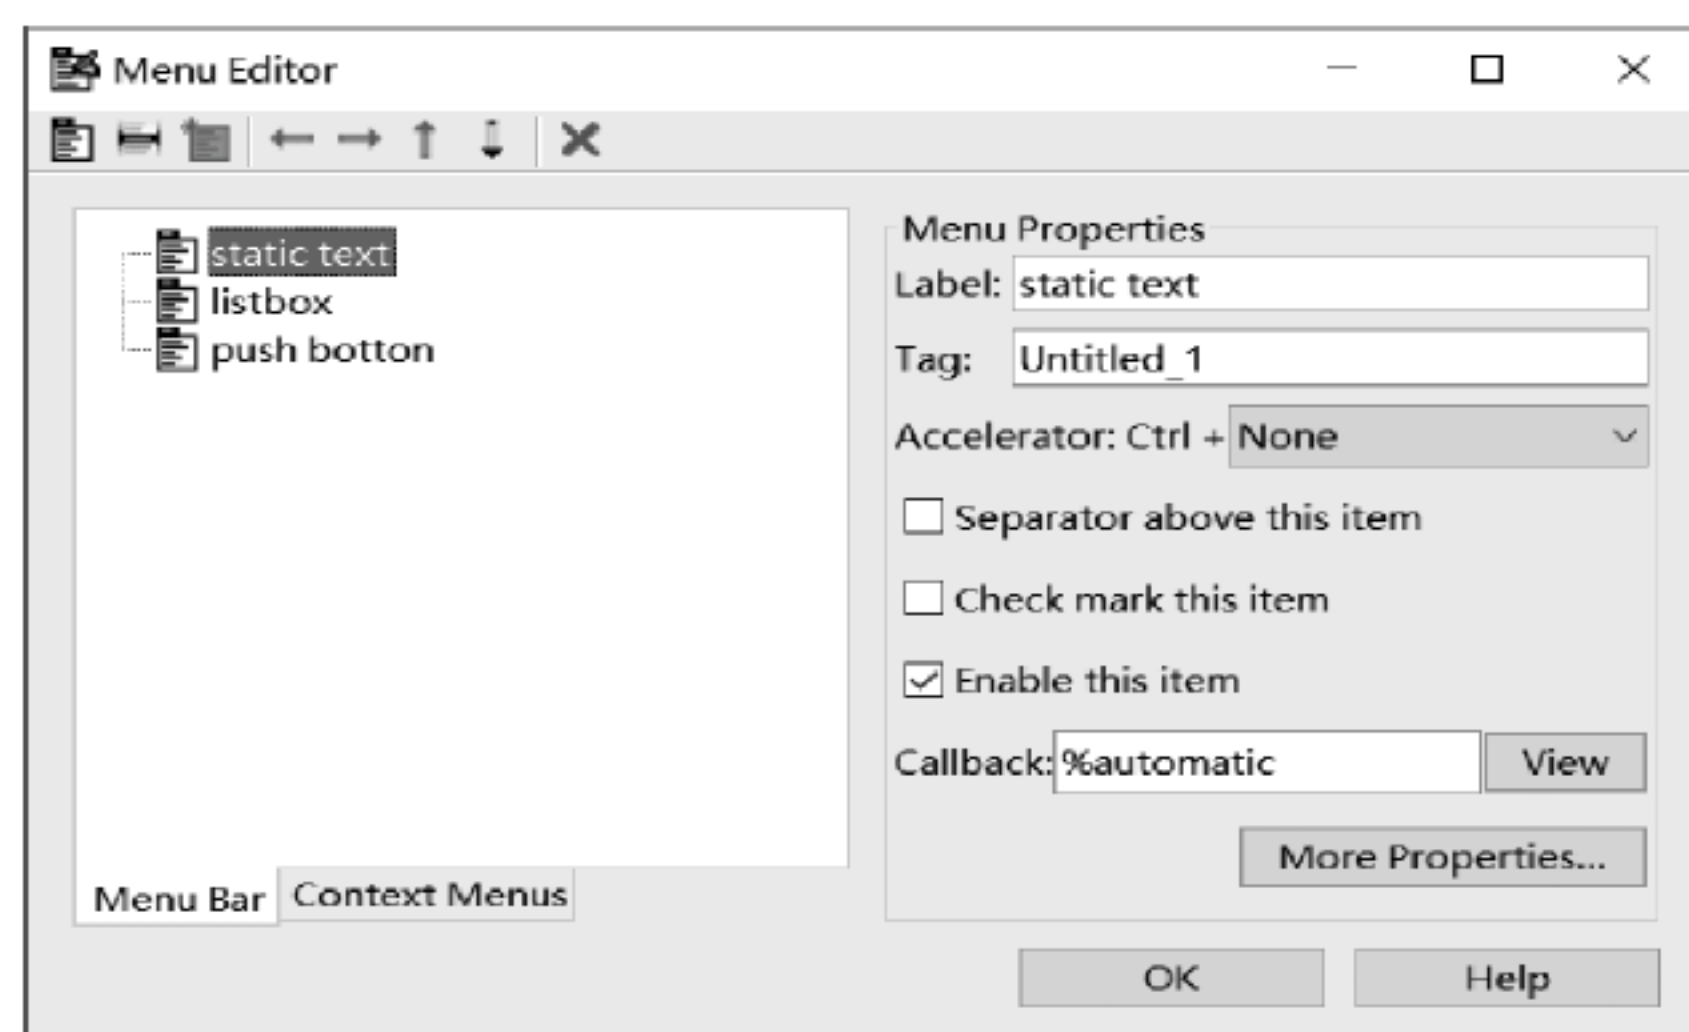 Menu Editor
static text
listbox
push botton
Menu Bar
Context Menus
Menu Properties
Label: static text
Tag: Untitled_1
Accelerator: Ctrl + None
Separator above this item
Check mark this item
Enable this item
Callback: %automatic View
More Properties...
OK Help